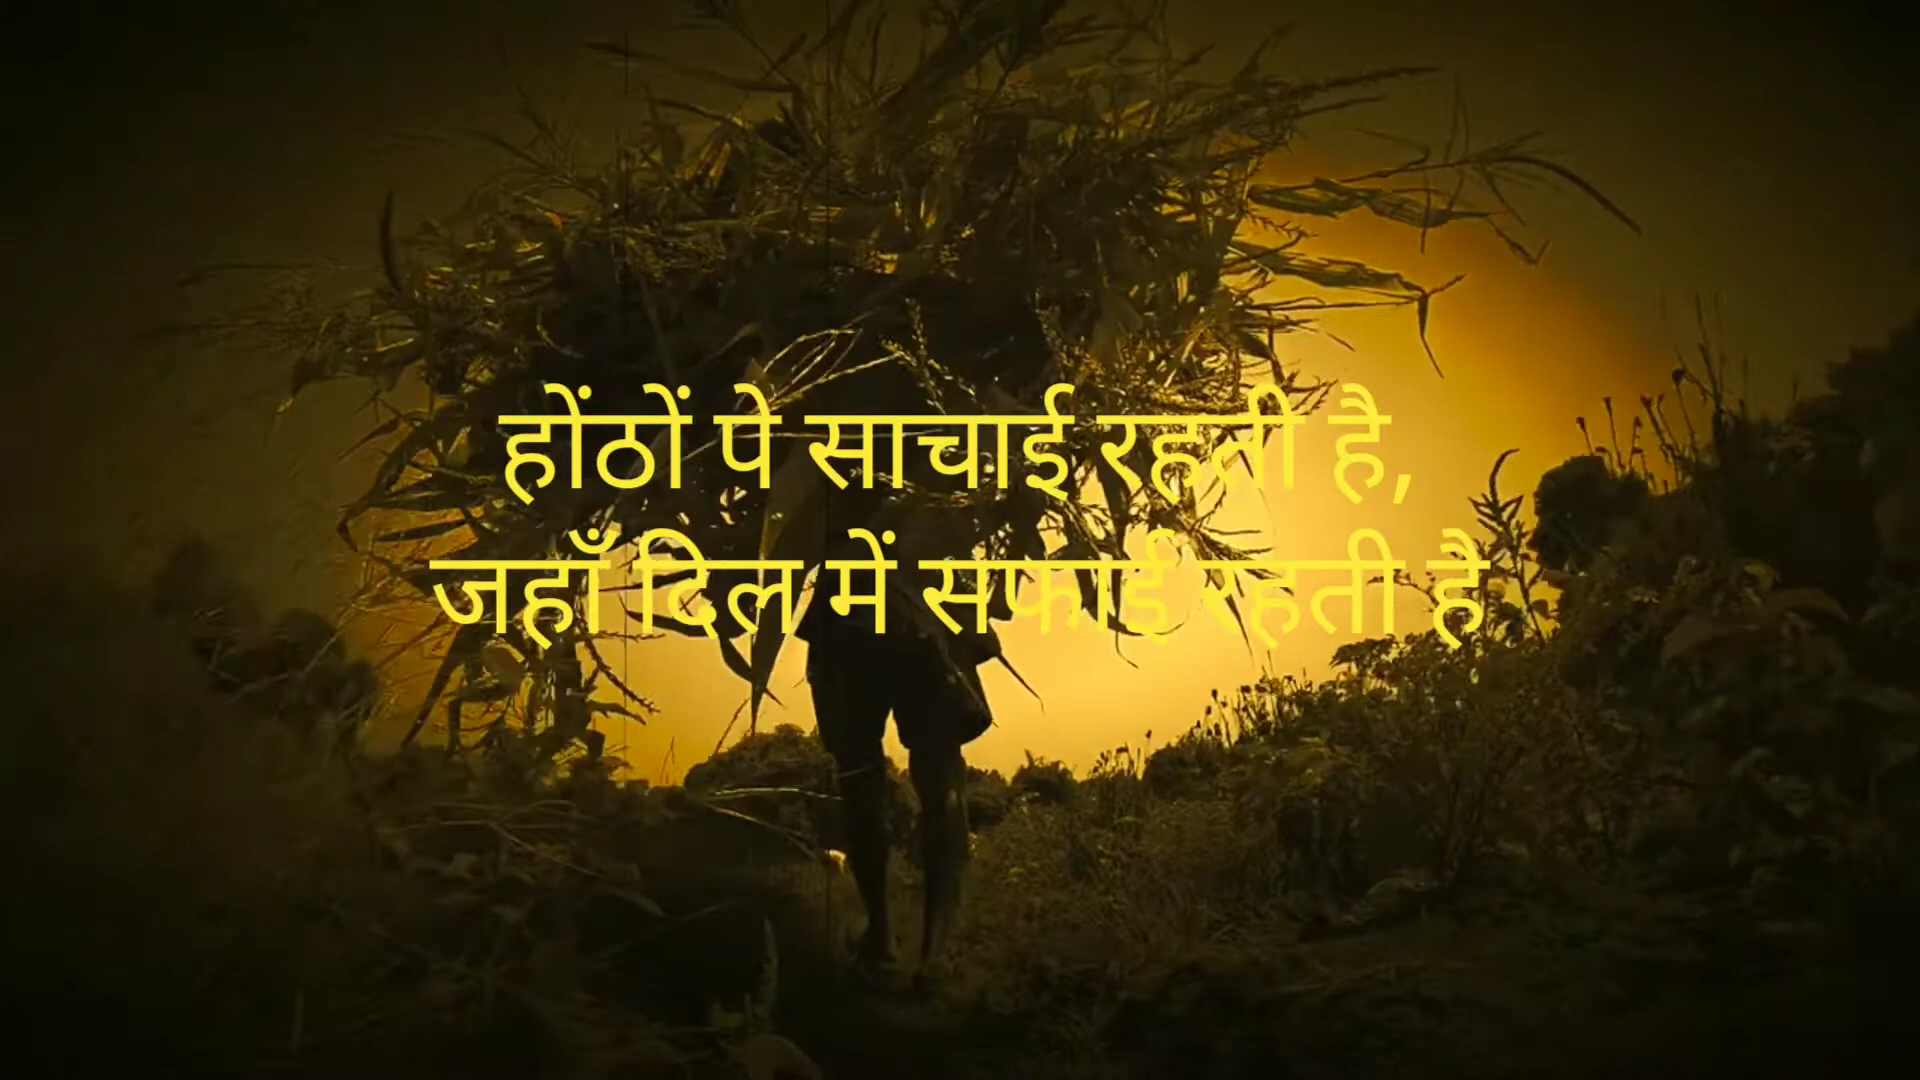 होंठों पे साचाई रहती है,
जहाँ दिल में सफाई रहती है